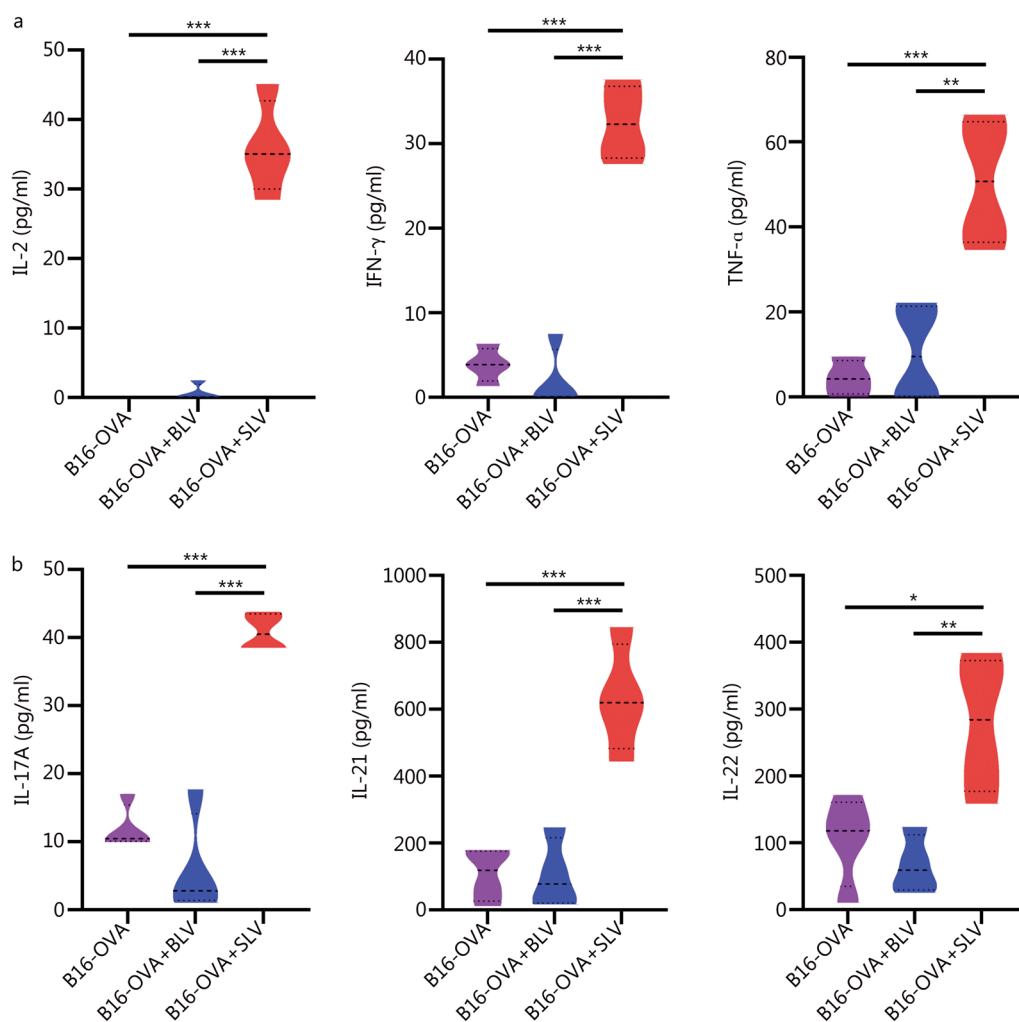 a
***
***
50
40
30
20
10
0
IL-2 (pg/ml)
B16-OVA
B16-OVA+BLV
B16-OVA+SLV
***
***
40
30
20
10
0
IFN-γ (pg/ml)
B16-OVA
B16-OVA+BLV
B16-OVA+SLV
***
**
80
60
40
20
0
TNF-α (pg/ml)
B16-OVA
B16-OVA+BLV
B16-OVA+SLV
b
***
***
50
40
30
20
10
0
IL-17A (pg/ml)
B16-OVA
B16-OVA+BLV
B16-OVA+SLV
***
***
1000
800
600
400
200
0
IL-21 (pg/ml)
B16-OVA
B16-OVA+BLV
B16-OVA+SLV
*
**
500
400
300
200
100
0
IL-22 (pg/ml)
B16-OVA
B16-OVA+BLV
B16-OVA+SLV